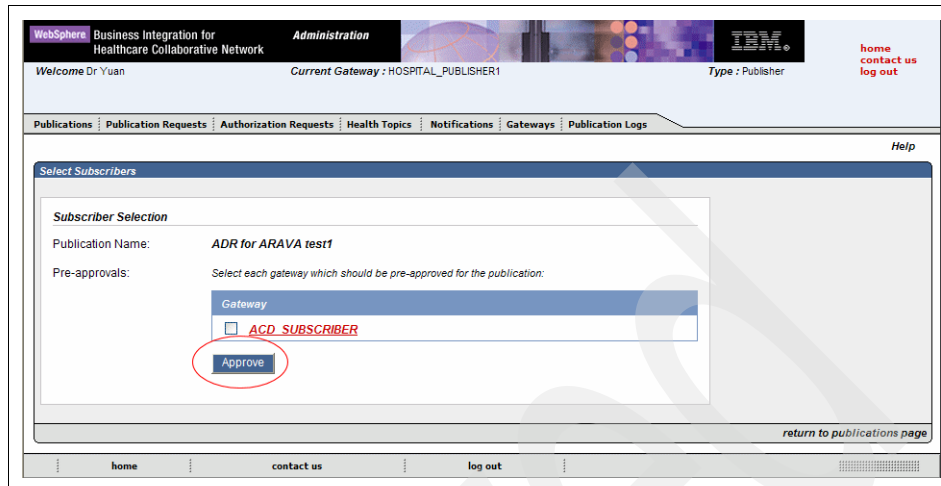 WebSphere Business Integration for Administration IBM®
Healthcare Collaborative Network
home
contact us
log out
Welcome Dr Yuan Current Gateway : HOSPITAL_PUBLISHER1 Type : Publisher
Publications Publication Requests Authorization Requests Health Topics Notifications Gateways Publication Logs
Help
Select Subscribers
Subscriber Selection
Publication Name: ADR for ARAVA test1
Pre-approvals: Select each gateway which should be pre-approved for the publication:
Gateway
ACD_SUBSCRIBER
Approve
return to publications page
home contact us log out